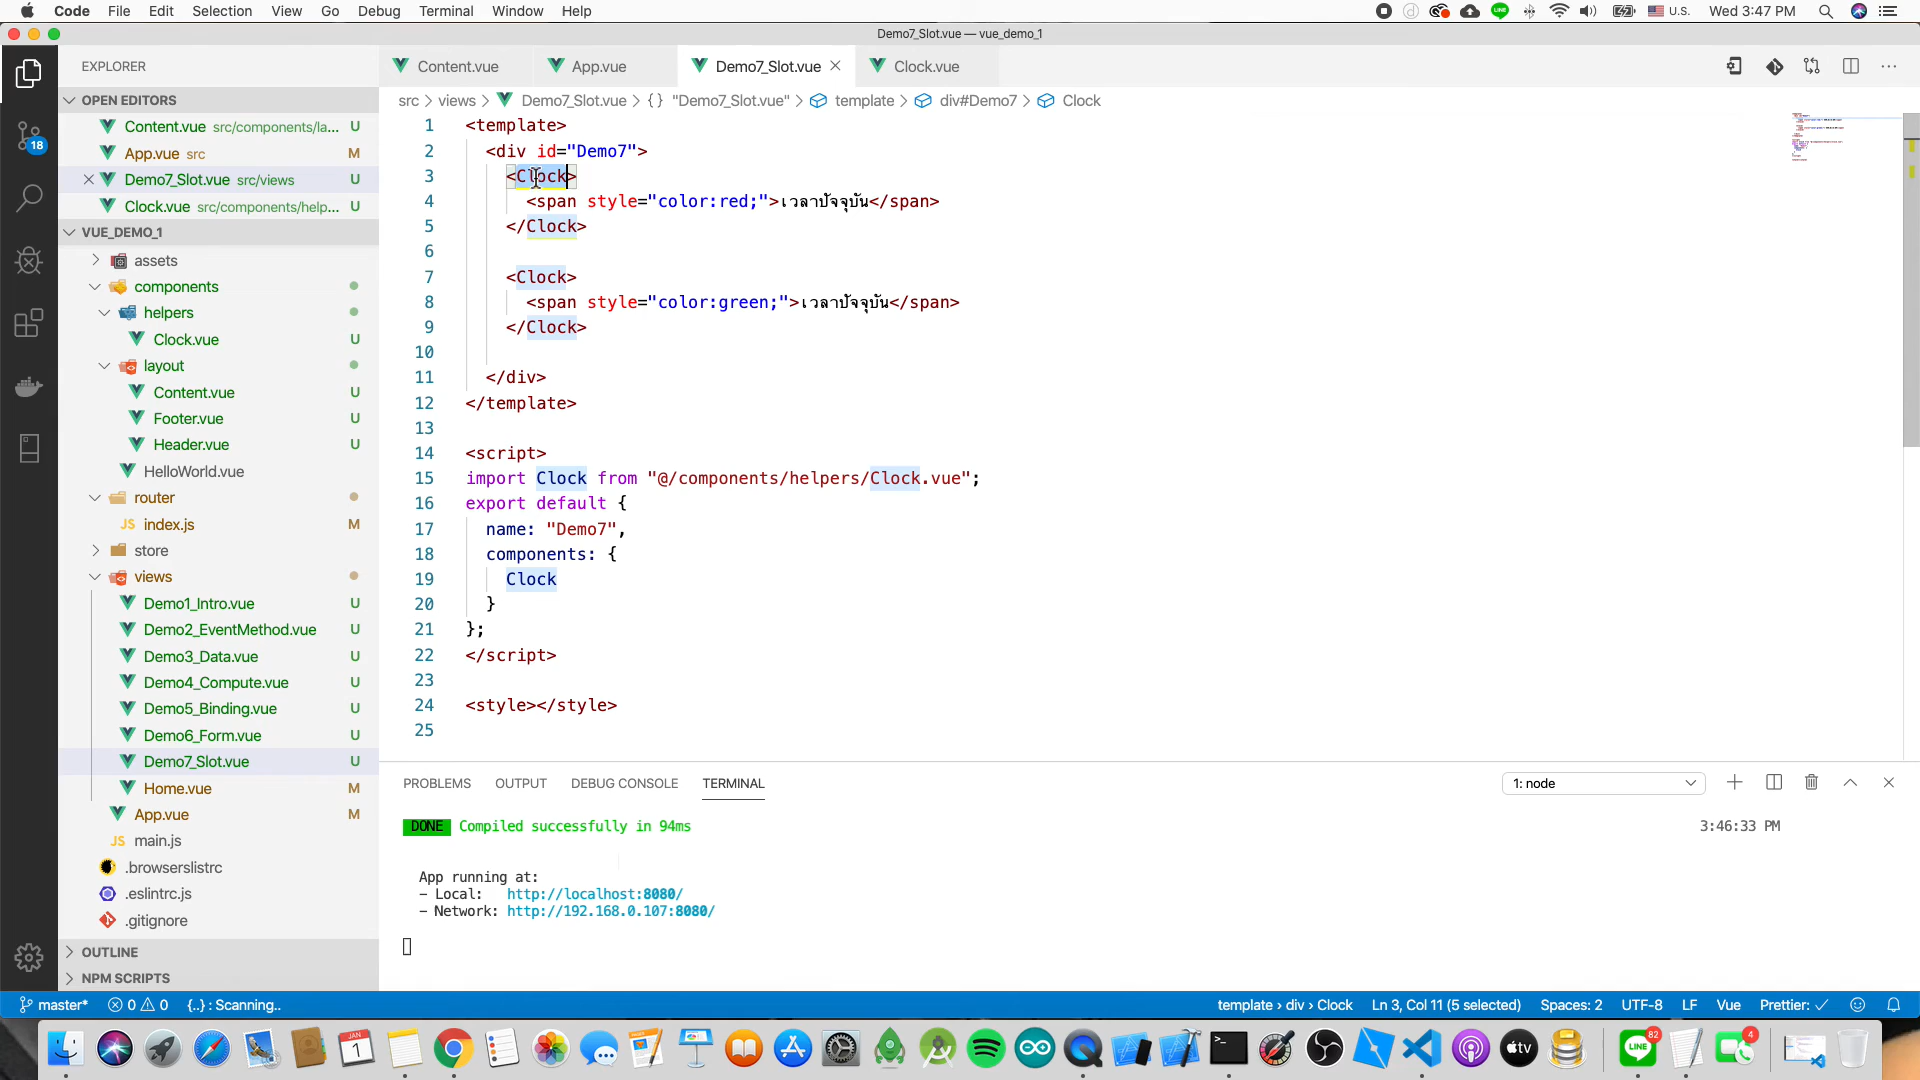 Code File Edit Selection View Go Debug Terminal Window Help U.S. Wed 3:47 PM
Demo7_Slot.vue — vue_demo_1
EXPLORER
Content.vue App.vue Demo7_Slot.vue Clock.vue
OPEN EDITORS
Content.vue src/components/la... U
App.vue src M
Demo7_Slot.vue src/views U
Clock.vue src/components/help... U
VUE_DEMO_1
assets
components
helpers
Clock.vue U
layout
Content.vue U
Footer.vue U
Header.vue U
HelloWorld.vue
router
JS index.js M
store
views
Demo1_Intro.vue U
Demo2_EventMethod.vue U
Demo3_Data.vue U
Demo4_Compute.vue U
Demo5_Binding.vue U
Demo6_Form.vue U
Demo7_Slot.vue U
Home.vue M
App.vue M
JS main.js
.browserslistrc
.eslintrc.js
.gitignore
OUTLINE
NPM SCRIPTS
18
src > views > Demo7_Slot.vue > {} "Demo7_Slot.vue" > template > div#Demo7 > Clock
1 <template>
2 <div id="Demo7">
3 <Clock>
4 <span style="color:red;">เวลาปัจจุบัน</span>
5 </Clock>
6
7 <Clock>
8 <span style="color:green;">เวลาปัจจุบัน</span>
9 </Clock>
10
11 </div>
12 </template>
13
14 <script>
15 import Clock from "@/components/helpers/Clock.vue";
16 export default {
17 name: "Demo7",
18 components: {
19 Clock
20 }
21 };
22 </script>
23
24 <style></style>
25
PROBLEMS OUTPUT DEBUG CONSOLE TERMINAL 1: node
DONE Compiled successfully in 94ms 3:46:33 PM
App running at:
- Local: http://localhost:8080/
- Network: http://192.168.0.107:8080/
master* 0 0 {..} : Scanning.. template › div › Clock Ln 3, Col 11 (5 selected) Spaces: 2 UTF-8 LF Vue Prettier: ✓
JAN
1
tv
82
4